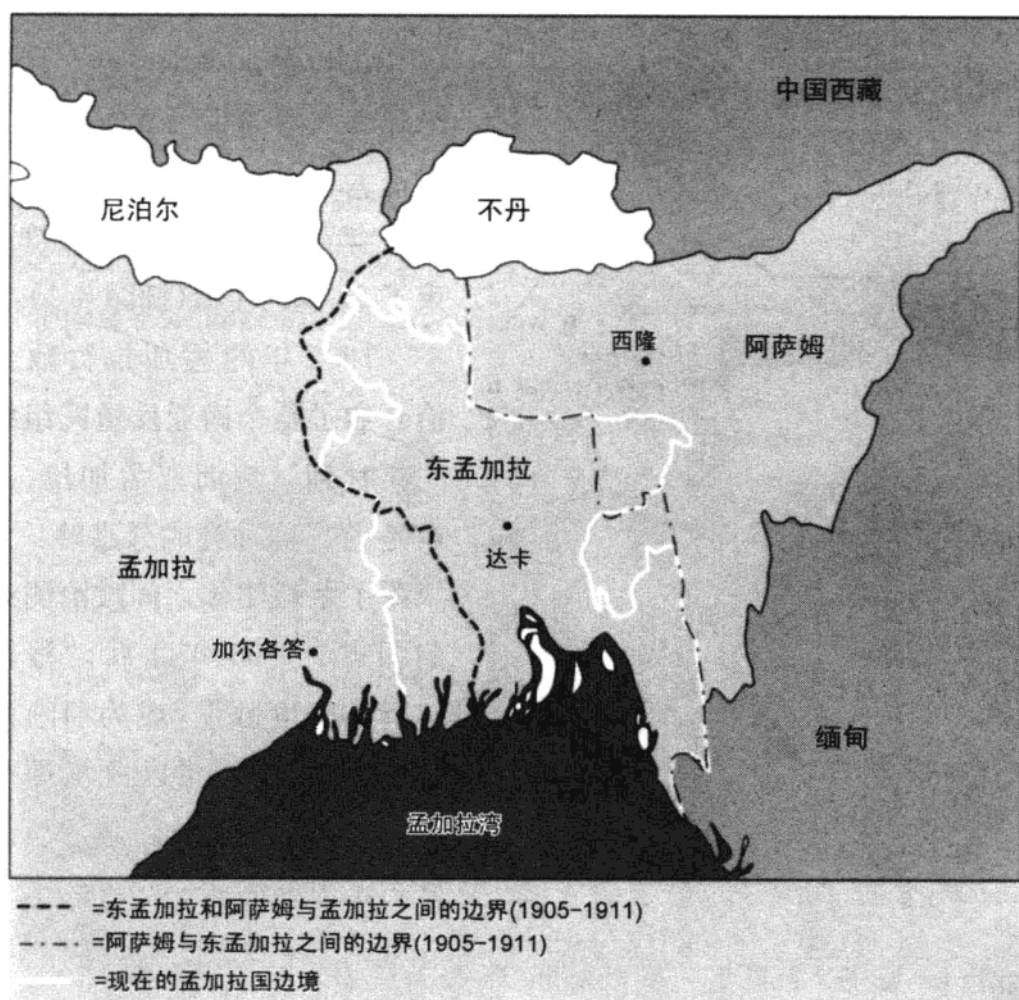 中国西藏
尼泊尔
不丹
西隆
阿萨姆
东孟加拉
达卡
孟加拉
加尔各答
缅甸
孟加拉湾
=东孟加拉和阿萨姆与孟加拉之间的边界(1905-1911)
=阿萨姆与东孟加拉之间的边界(1905-1911)
=现在的孟加拉国边境